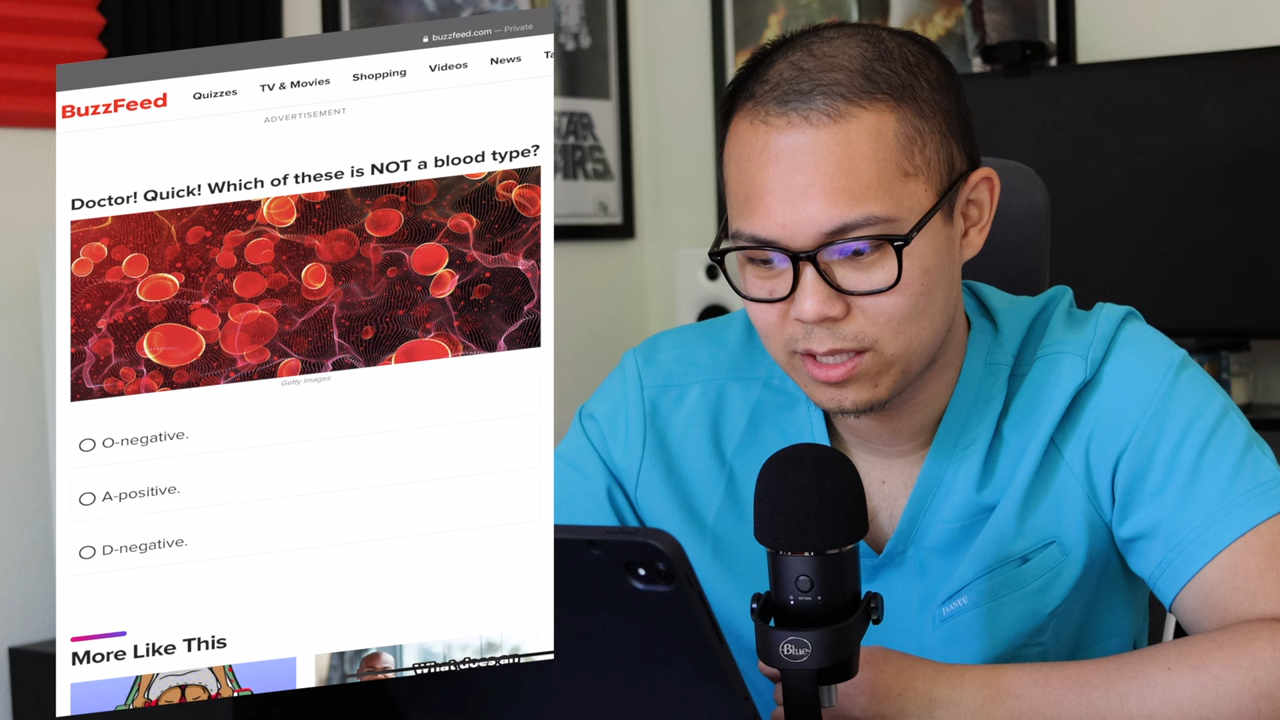 buzzfeed.com — Private
BuzzFeed
Quizzes
TV & Movies
Shopping
Videos
News
ADVERTISEMENT
Doctor! Quick! Which of these is NOT a blood type?
Getty Images
O-negative.
A-positive.
D-negative.
More Like This
JAANUU
Blue